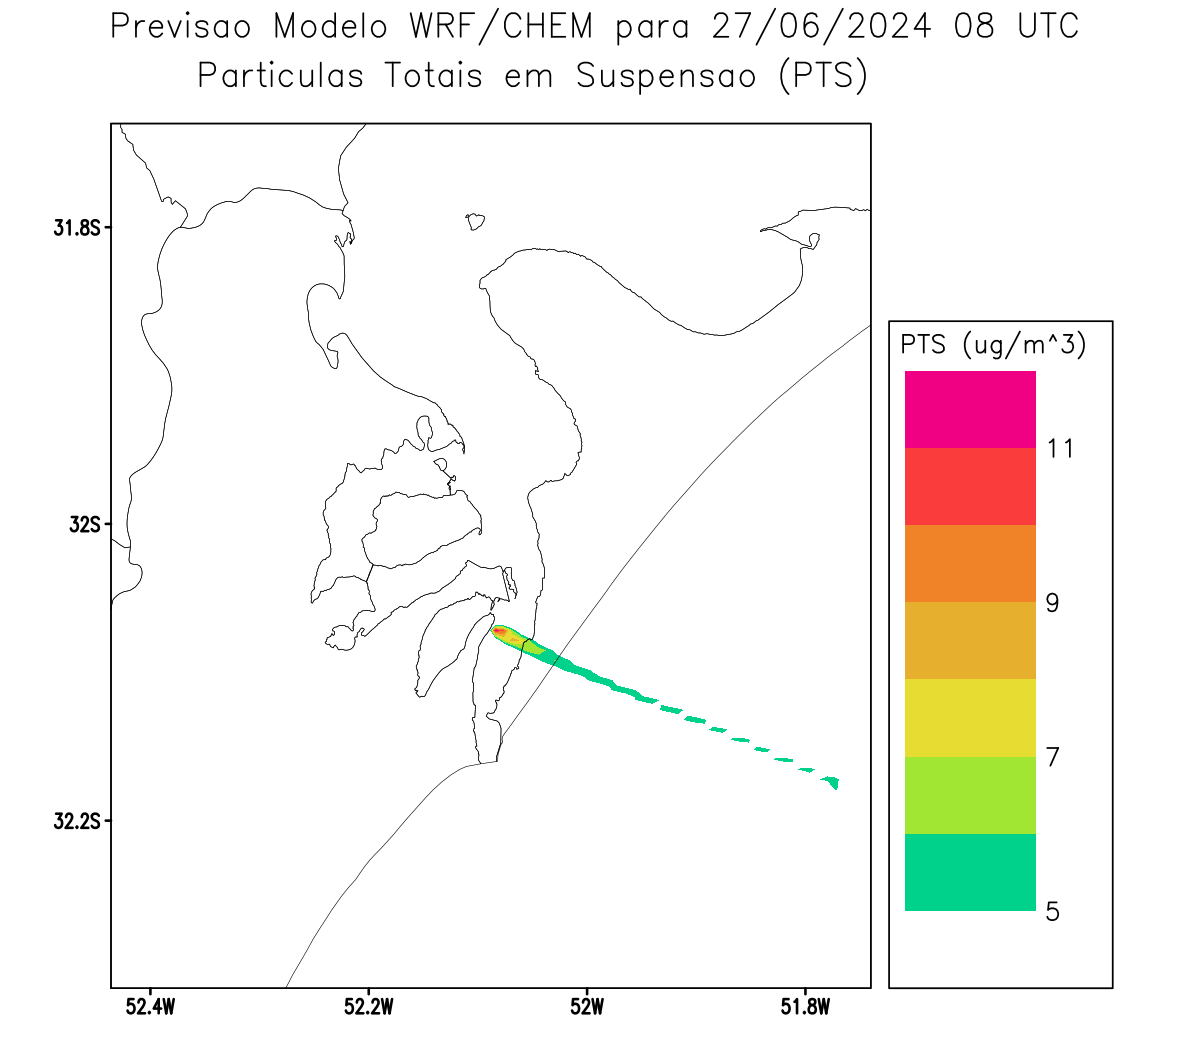 Previsao Modelo WRF/CHEM para 27/06/2024 08 UTC
Particulas Totais em Suspensao (PTS)
31.8S
32S
32.2S
52.4W
52.2W
52W
51.8W
PTS (ug/m^3)
11
9
7
5